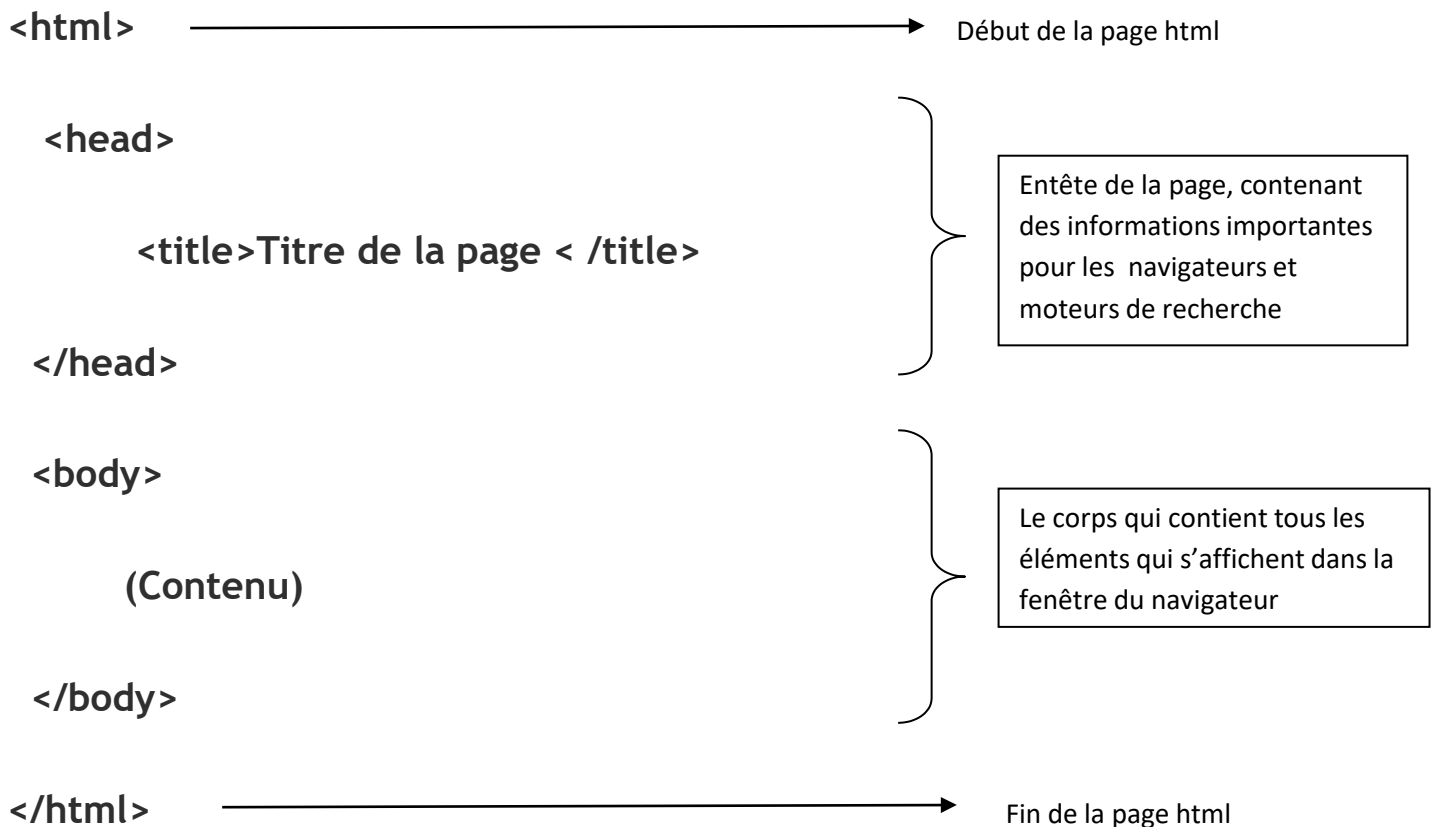 <html>
Début de la page html
<head>
<title>Titre de la page < /title>
</head>
Entête de la page, contenant
des informations importantes
pour les navigateurs et
moteurs de recherche
<body>
(Contenu)
</body>
Le corps qui contient tous les
éléments qui s’affichent dans la
fenêtre du navigateur
</html>
Fin de la page html